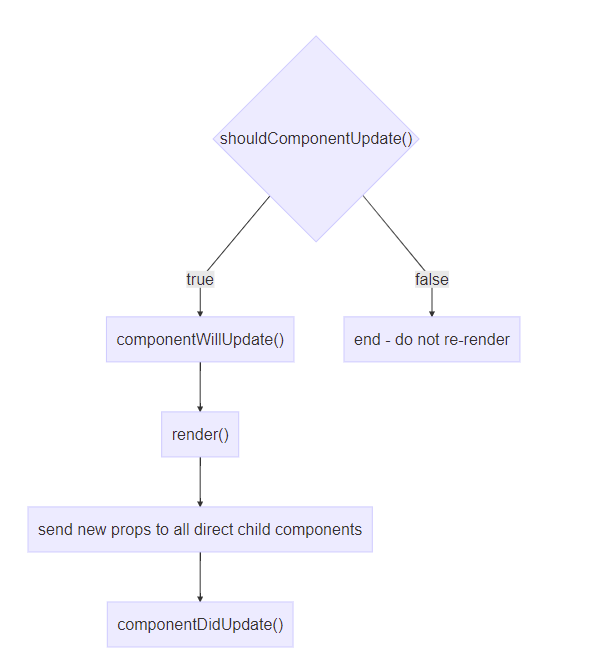 shouldComponentUpdate()
true
false
componentWillUpdate()
end - do not re-render
render()
send new props to all direct child components
componentDidUpdate()